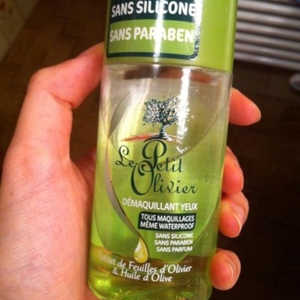 SANS SILICONE
SANS PARABEN
Le Petit
Olivier
DÉMAQUILLANT YEUX
TOUS MAQUILLAGES
MÊME WATERPROOF
SANS SILICONE
SANS PARABEN
SANS PARFUM
de Feuilles d'Olivier
& Huile d'Olive